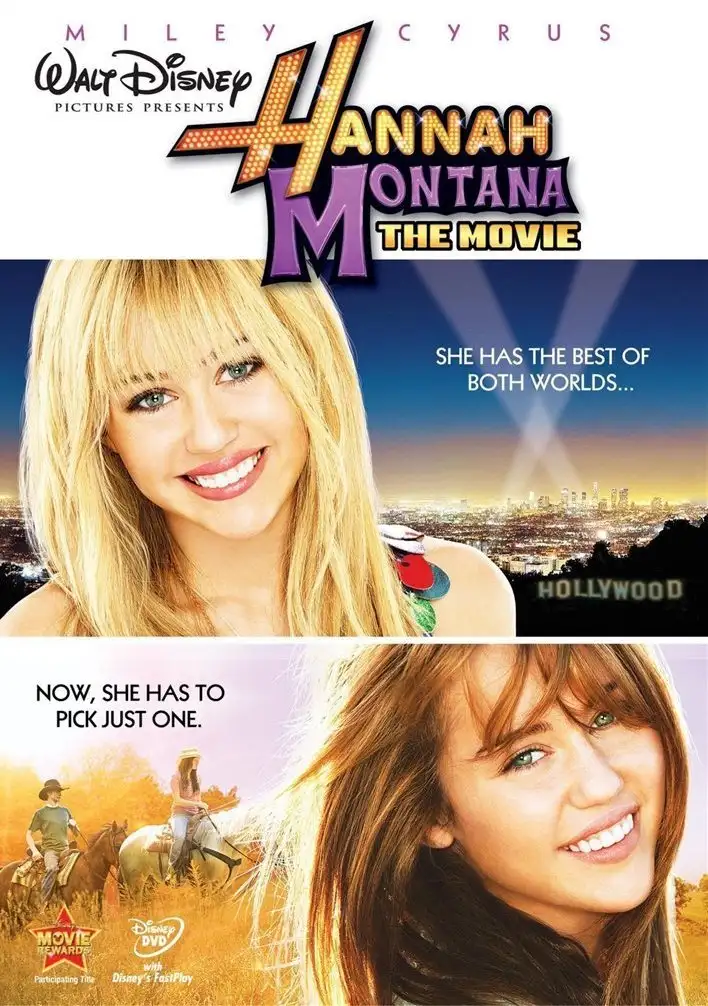 MILEY CYRUS
WALT DISNEY
PICTURES PRESENTS
HANNAH
MONTANA
THE MOVIE
SHE HAS THE BEST OF
BOTH WORLDS...
HOLLYWOOD
NOW, SHE HAS TO
PICK JUST ONE.
Disney
MOVIE
REWARDS
Participating Title
Disney
DVD
with
Disney's FastPlay